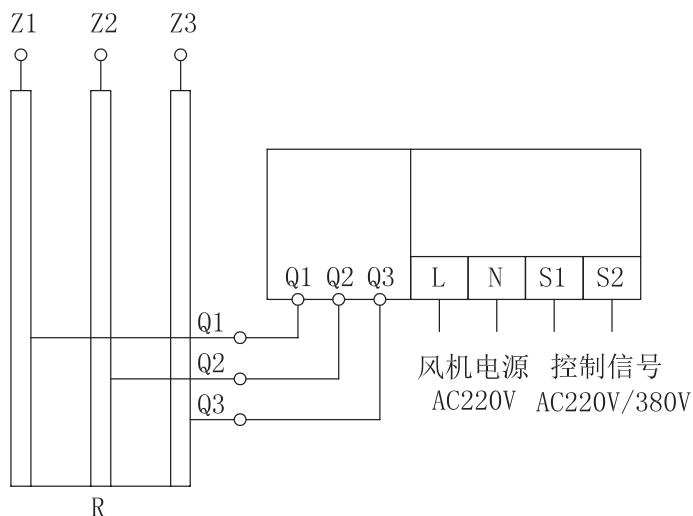 Z1 Z2 Z3
Q1 Q2 Q3 L N S1 S2
Q1
Q2
Q3
风机电源 控制信号
AC220V AC220V/380V
R